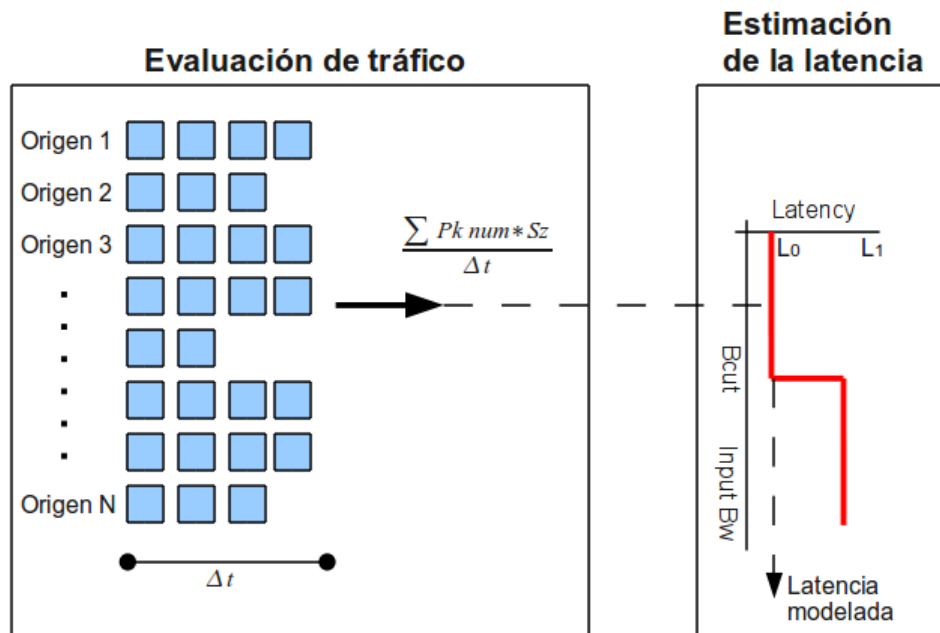 Evaluación de tráfico
Origen 1
Origen 2
Origen 3
Origen N
Δt
∑ Pk num∗Sz
Δt
Estimación
de la latencia
Latency
L0
L1
Bcut
Input Bw
Latencia
modelada